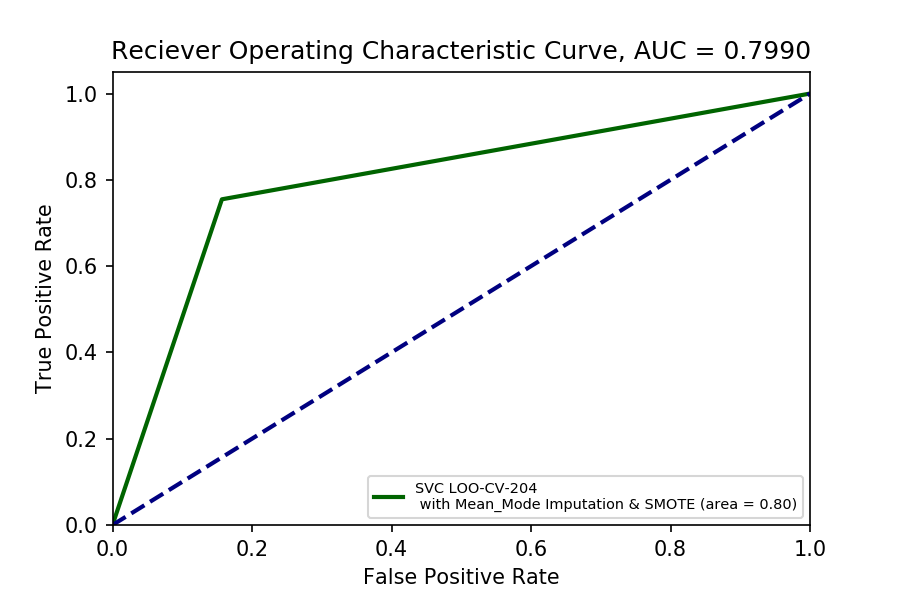 Reciever Operating Characteristic Curve, AUC = 0.7990
1.0
0.8
0.6
0.4
0.2
0.0
True Positive Rate
SVC LOO-CV-204
with Mean_Mode Imputation & SMOTE (area = 0.80)
0.0 0.2 0.4 0.6 0.8 1.0
False Positive Rate